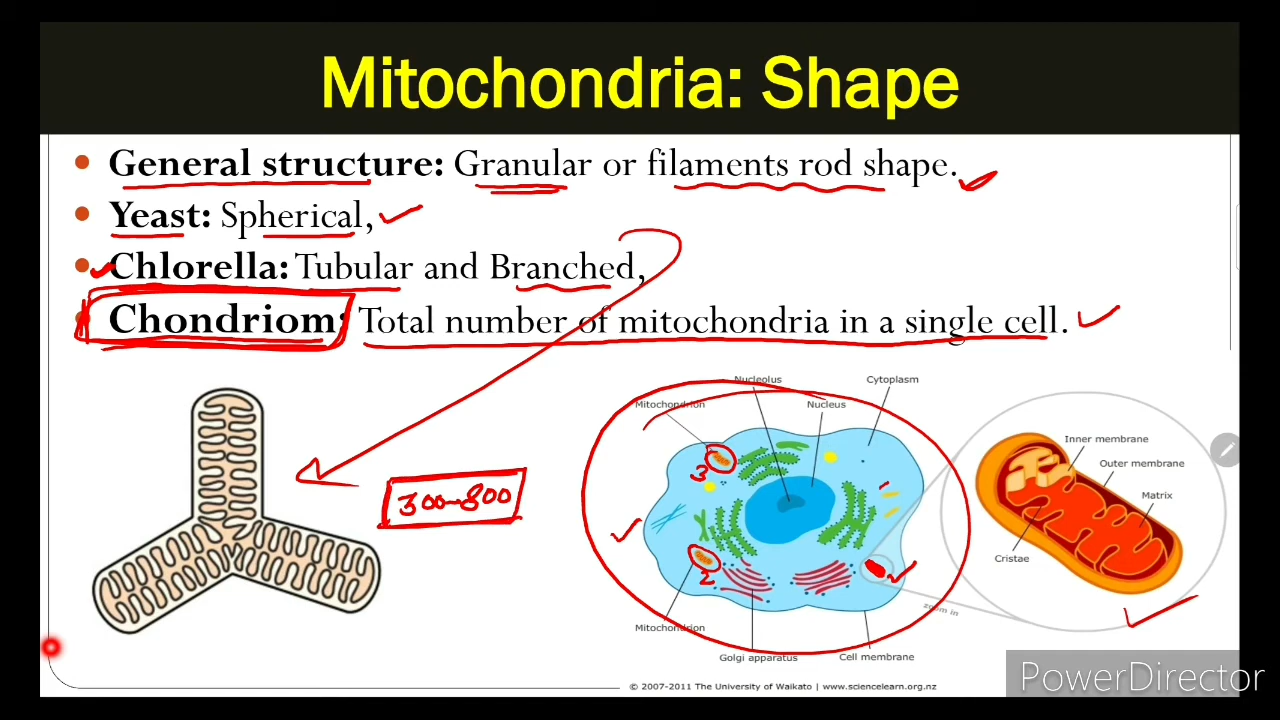 Mitochondria: Shape
• General structure: Granular or filaments rod shape.
• Yeast: Spherical,
• Chlorella: Tubular and Branched,
• Chondriom: Total number of mitochondria in a single cell.
Nucleolus
Cytoplasm
Mitochondrion
Nucleus
Inner membrane
Outer membrane
Matrix
Cristae
3
300-800
2
zoom in
Mitochondrion
Golgi apparatus
Cell membrane
© 2007-2011 The University of Waikato | www.sciencelearn.org.nz
PowerDirector